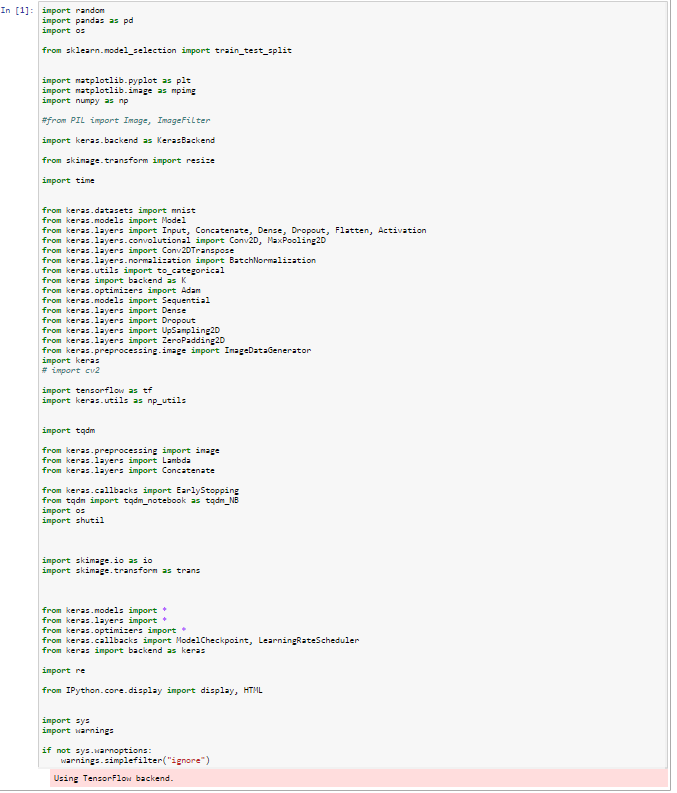 In [1]:
import random
import pandas as pd
import os
from sklearn.model_selection import train_test_split
import matplotlib.pyplot as plt
import matplotlib.image as mpimg
import numpy as np
#from PIL import Image, ImageFilter
import keras.backend as KerasBackend
from skimage.transform import resize
import time
from keras.datasets import mnist
from keras.models import Model
from keras.layers import Input, Concatenate, Dense, Dropout, Flatten, Activation
from keras.layers.convolutional import Conv2D, MaxPooling2D
from keras.layers import Conv2DTranspose
from keras.layers.normalization import BatchNormalization
from keras.utils import to_categorical
from keras import backend as K
from keras.optimizers import Adam
from keras.models import Sequential
from keras.layers import Dense
from keras.layers import Dropout
from keras.layers import UpSampling2D
from keras.layers import ZeroPadding2D
from keras.preprocessing.image import ImageDataGenerator
import keras
# import cv2
import tensorflow as tf
import keras.utils as np_utils
import tqdm
from keras.preprocessing import image
from keras.layers import Lambda
from keras.layers import Concatenate
from keras.callbacks import EarlyStopping
from tqdm import tqdm_notebook as tqdm_NB
import os
import shutil
import skimage.io as io
import skimage.transform as trans
from keras.models import *
from keras.layers import *
from keras.optimizers import *
from keras.callbacks import ModelCheckpoint, LearningRateScheduler
from keras import backend as keras
import re
from IPython.core.display import display, HTML
import sys
import warnings
if not sys.warnoptions:
    warnings.simplefilter("ignore")
Using TensorFlow backend.